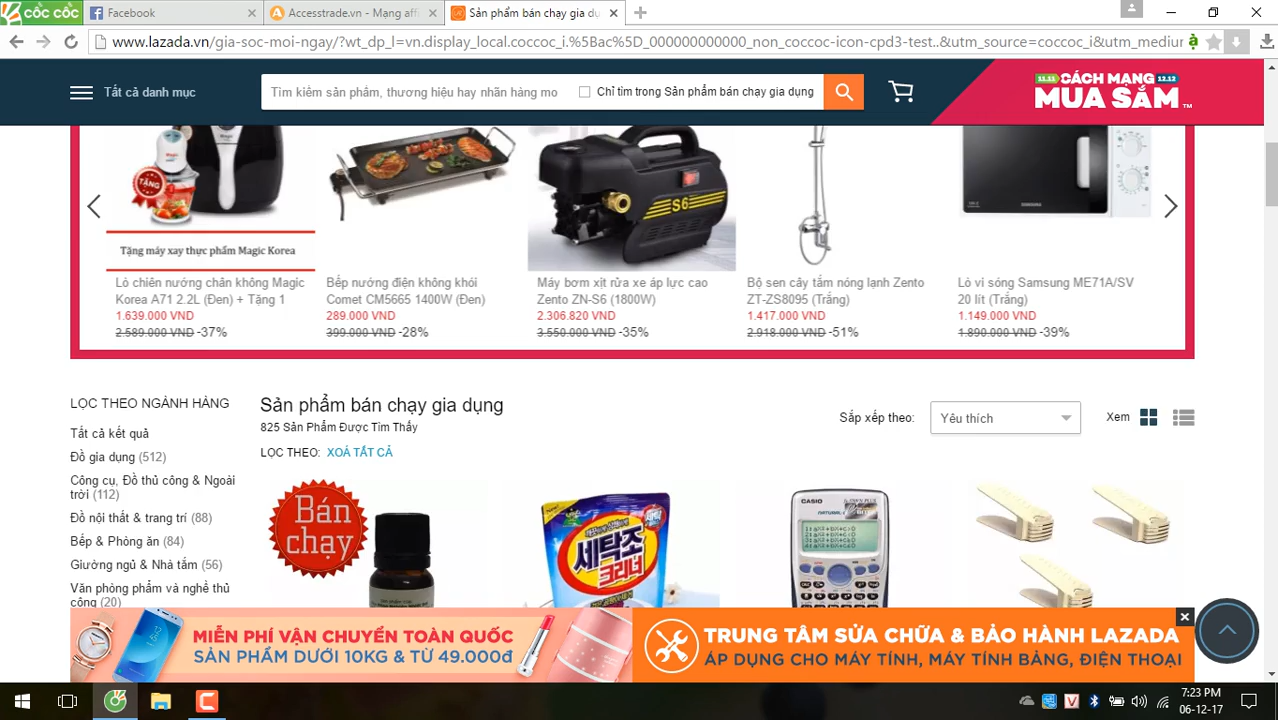 cốc cốc
Facebook
Accesstrade.vn - Mạng affi
Sản phẩm bán chạy gia dụ
www.lazada.vn/gia-soc-moi-ngay/?wt_dp_l=vn.display_local.coccoc_i.%5Bac%5D_000000000000_non_coccoc-icon-cpd3-test..&utm_source=coccoc_i&utm_medium
Tất cả danh mục
Tìm kiếm sản phẩm, thương hiệu hay nhãn hàng mo
Chỉ tìm trong Sản phẩm bán chạy gia dụng
11.11 CÁCH MẠNG 12.12
MUA SẮM™
TẶNG
Tặng máy xay thực phẩm Magic Korea
S6
SAMSUNG
Lò chiên nướng chân không Magic
Korea A71 2.2L (Đen) + Tặng 1
1.639.000 VND
2.589.000 VND -37%
Bếp nướng điện không khói
Comet CM5665 1400W (Đen)
289.000 VND
399.000 VND -28%
Máy bơm xịt rửa xe áp lực cao
Zento ZN-S6 (1800W)
2.306.820 VND
3.550.000 VND -35%
Bộ sen cây tắm nóng lạnh Zento
ZT-ZS8095 (Trắng)
1.417.000 VND
2.918.000 VND -51%
Lò vi sóng Samsung ME71A/SV
20 lít (Trắng)
1.149.000 VND
1.890.000 VND -39%
LỌC THEO NGÀNH HÀNG
Tất cả kết quả
Đồ gia dụng (512)
Công cụ, Đồ thủ công & Ngoài
trời (112)
Đồ nội thất & trang trí (88)
Bếp & Phòng ăn (84)
Giường ngủ & Nhà tắm (56)
Văn phòng phẩm và nghề thủ
công (20)
Sản phẩm bán chạy gia dụng
825 Sản Phẩm Được Tìm Thấy
LỌC THEO: XOÁ TẤT CẢ
Sắp xếp theo:
Yêu thích
Xem
Bán
chạy
세탁조
크리너
CASIO
MIỄN PHÍ VẬN CHUYỂN TOÀN QUỐC
SẢN PHẨM DƯỚI 10KG & TỪ 49.000đ
TRUNG TÂM SỬA CHỮA & BẢO HÀNH LAZADA
ÁP DỤNG CHO MÁY TÍNH, MÁY TÍNH BẢNG, ĐIỆN THOẠI
7:23 PM
06-12-17